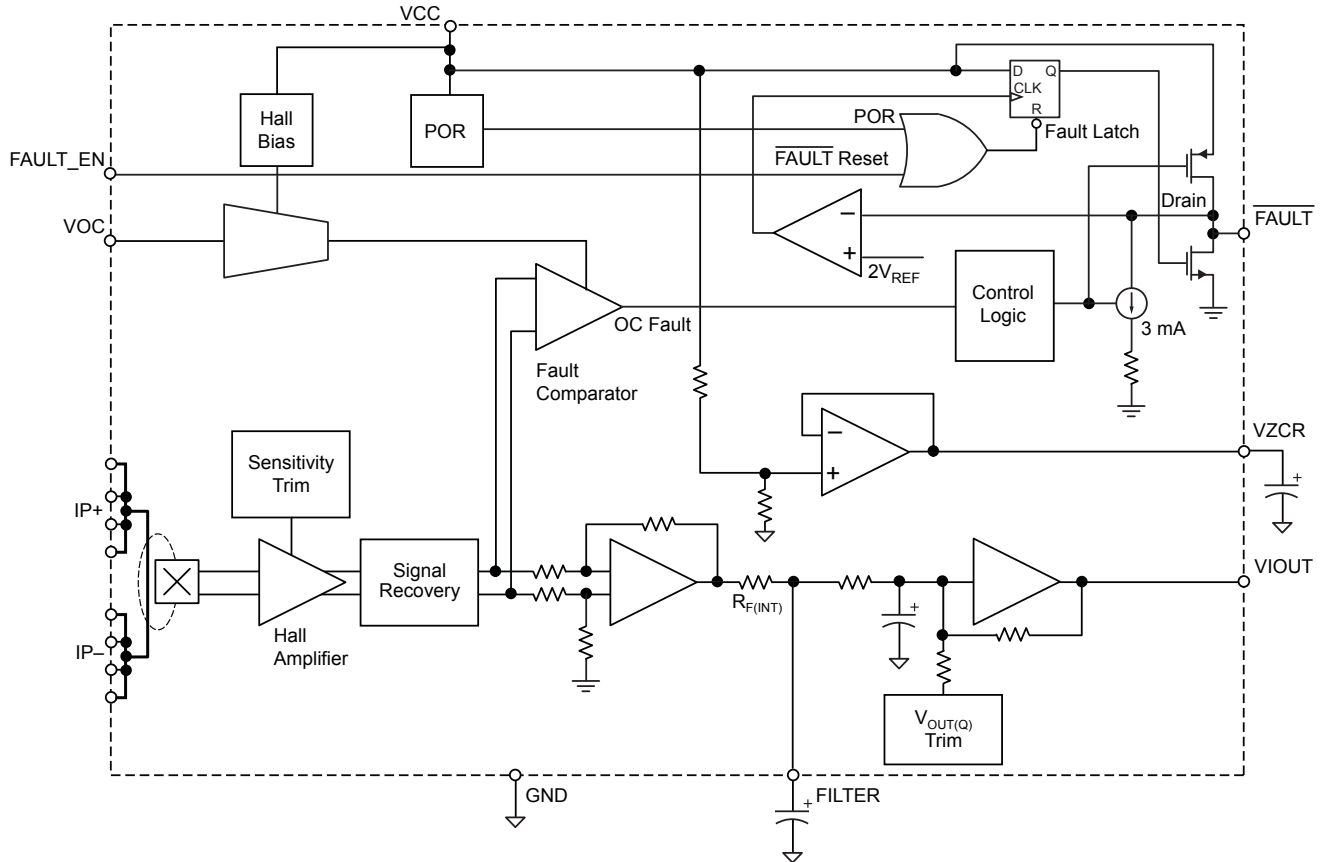 VCC
Hall
Bias
POR
FAULT_EN
VOC
POR
FAULT Reset
D Q
CLK
R
Fault Latch
Drain
FAULT
−
+
2VREF
Control
Logic
3 mA
OC Fault
Fault
Comparator
Sensitivity
Trim
−
+
VZCR
+
IP+
IP–
Signal
Recovery
Hall
Amplifier
RF(INT)
+
VIOUT
VOUT(Q)
Trim
GND
+
FILTER